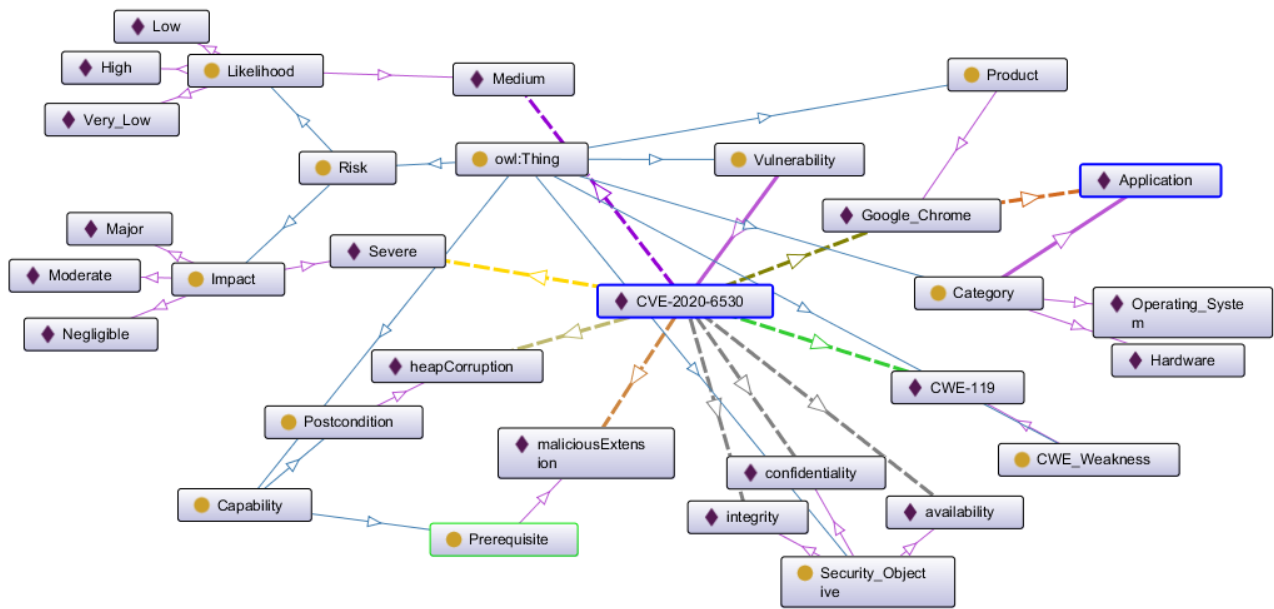 Low
High
Likelihood
Medium
Product
Very_Low
Risk
owl:Thing
Vulnerability
Application
Google_Chrome
Major
Severe
Moderate
Impact
CVE-2020-6530
Category
Operating_Syste
m
Negligible
Hardware
heapCorruption
CWE-119
Postcondition
maliciousExtens
ion
CWE_Weakness
confidentiality
Capability
integrity
availability
Prerequisite
Security_Object
ive